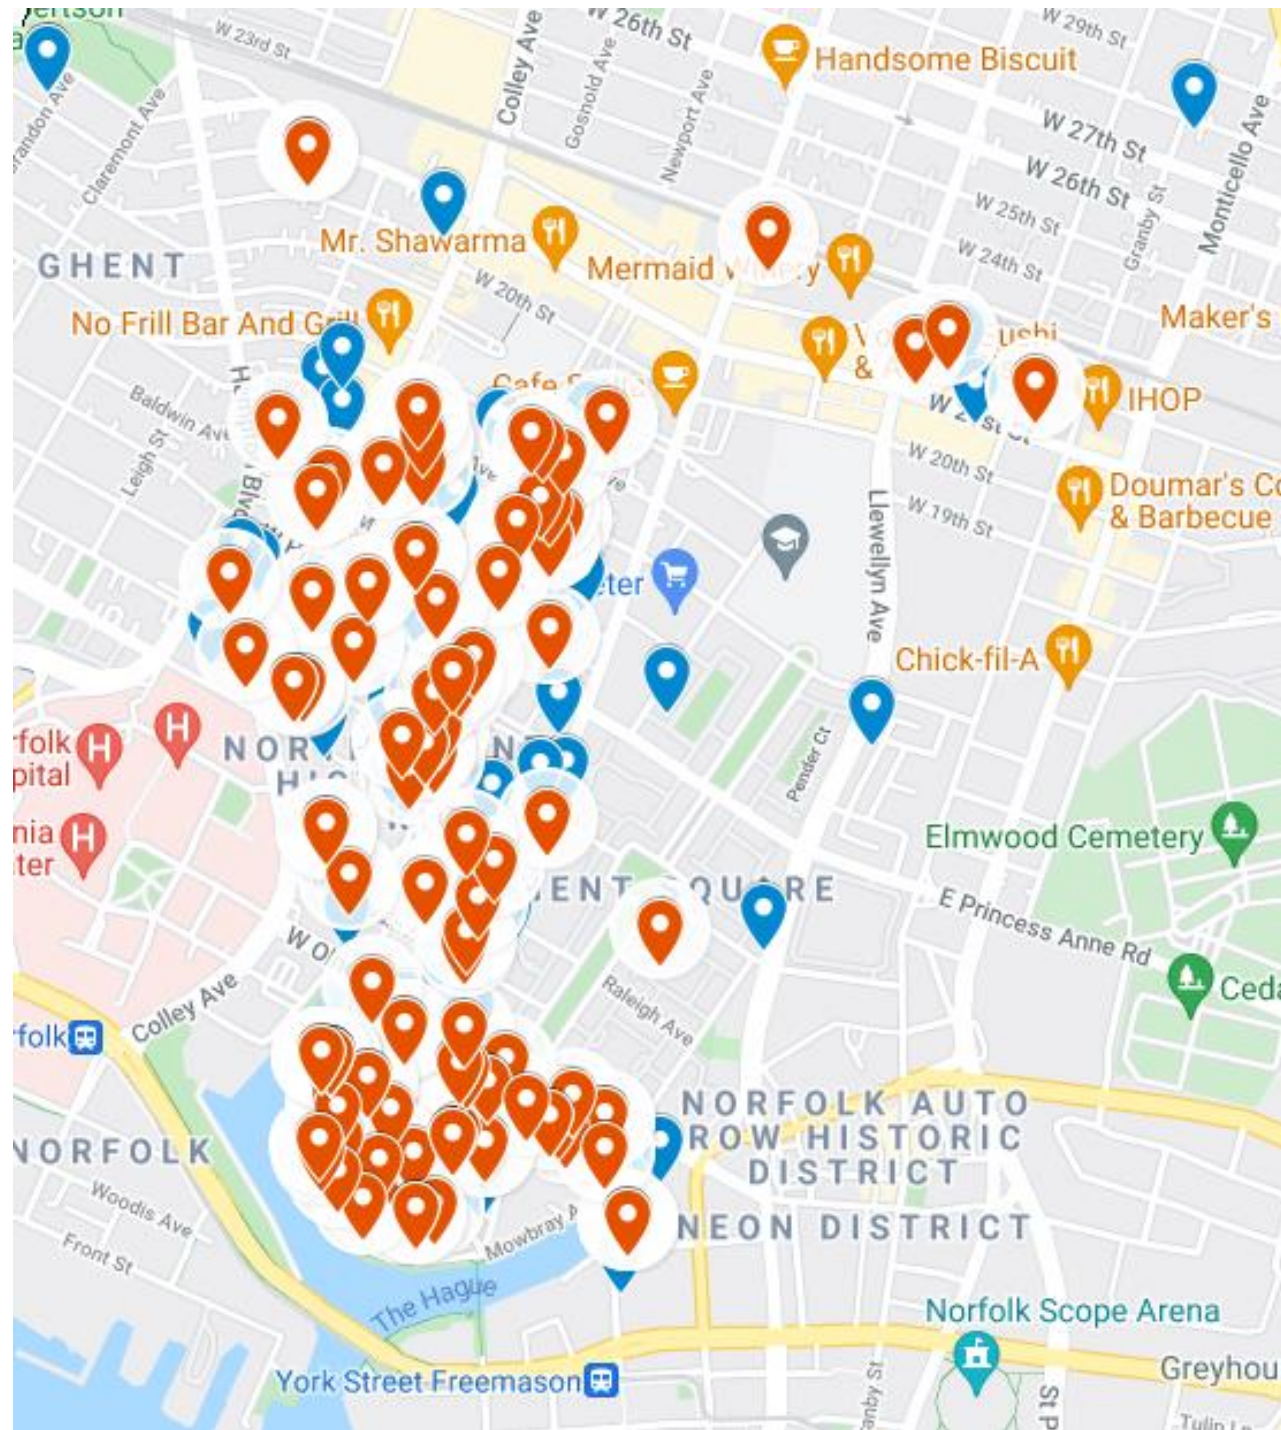 W 23rd St
Colley Ave
W 26th St
W 29th St
Handsome Biscuit
Claremont Ave
Gosnold Ave
Newport Ave
W 27th St
W 26th St
Monticello Ave
W 25th St
Granby St
W 24th St
GHENT
Mr. Shawarma
Mermaid
W 20th St
No Frill Bar And Grill
Maker's
IHOP
Baldwin Av
Leigh St
W 20th St
W 19th St
Doumar's
& Barbecue
Llewellyn Ave
Chick-fil-A
Pender Ct
Elmwood Cemetery
E Princess Anne Rd
Colley Ave
Raleigh Ave
NORFOLK AUTO
ROW HISTORIC
DISTRICT
NORFOLK
Woodis Ave
Front St
Mowbray A
NEON DISTRICT
The Hague
Norfolk Scope Arena
York Street Freemason
Greyhou
St P